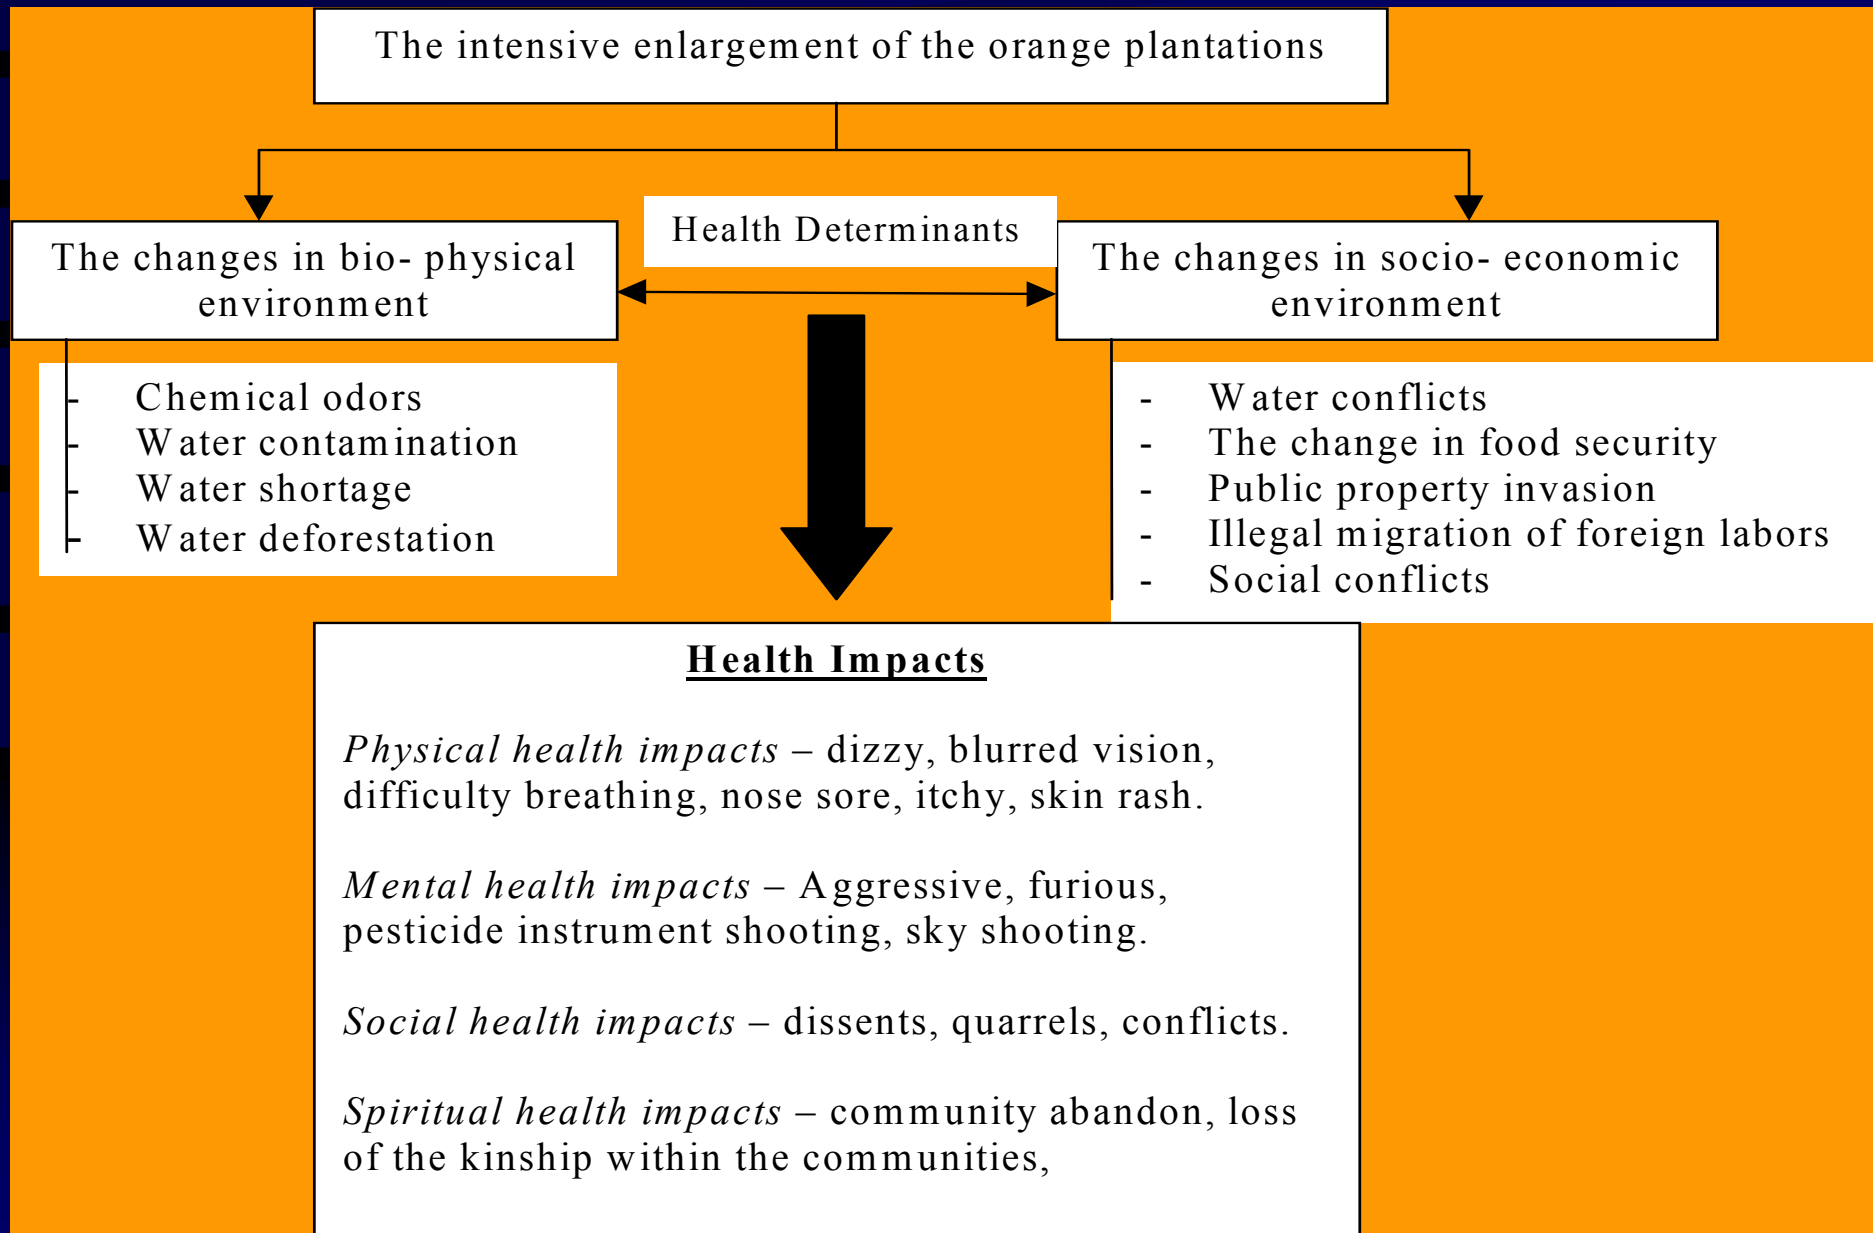 The intensive enlargement of the orange plantations
Health Determinants
The changes in bio- physical
environment
The changes in socio- economic
environment
- Chemical odors
- Water contamination
- Water shortage
- Water deforestation
- Water conflicts
- The change in food security
- Public property invasion
- Illegal migration of foreign labors
- Social conflicts
Health Impacts
Physical health impacts – dizzy, blurred vision,
difficulty breathing, nose sore, itchy, skin rash.
Mental health impacts – Aggressive, furious,
pesticide instrument shooting, sky shooting.
Social health impacts – dissents, quarrels, conflicts.
Spiritual health impacts – community abandon, loss
of the kinship within the communities,